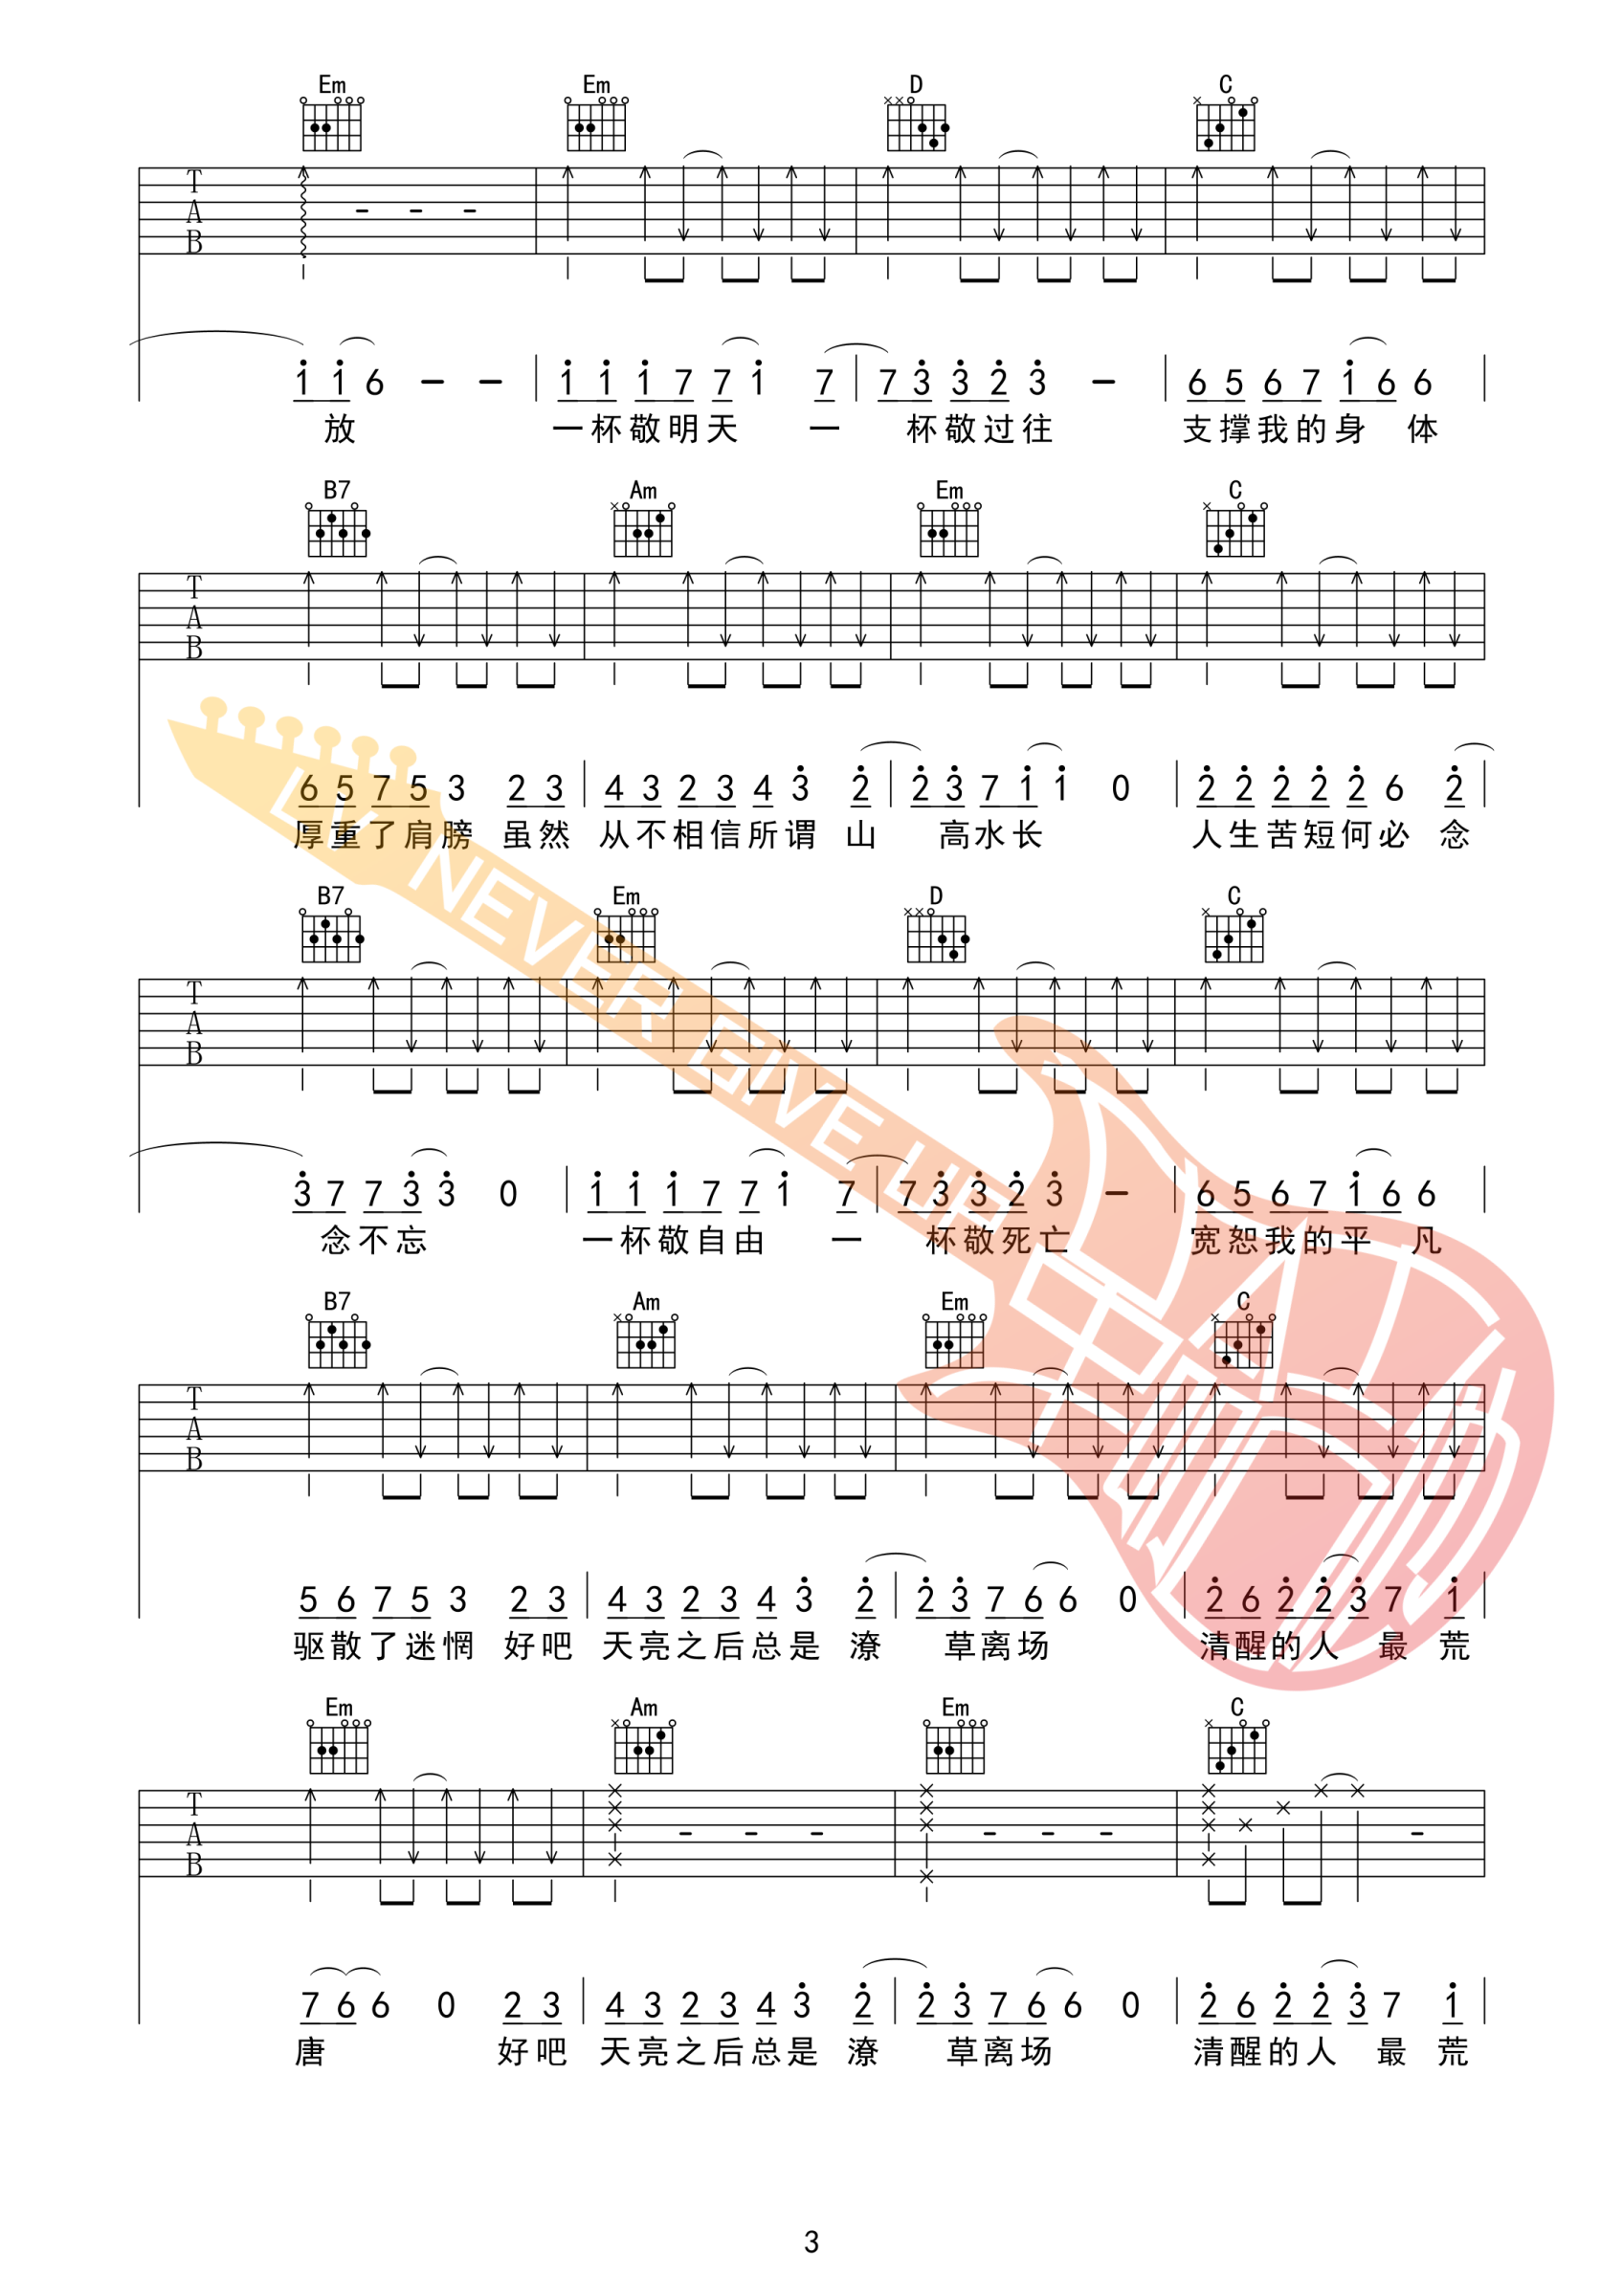 Em Em D C
T
A
B
1 1 6 - - 1 1 1 7 7 1 7 7 3 3 2 3 - 6 5 6 7 1 6 6
放 一杯敬明天 一 杯敬过往 支撑我的身 体
B7 Am Em C
T
A
B
6 5 7 5 3 2 3 4 3 2 3 4 3 2 2 3 7 1 1 0 2 2 2 2 2 6 2
厚重了肩膀 虽然 从不相信所谓 山 高水长 人生苦短何必 念
B7 Em D C
T
A
B
3 7 7 3 3 0 1 1 1 7 7 1 7 7 3 3 2 3 - 6 5 6 7 1 6 6
念不忘 一杯敬自由 一 杯敬死亡 宽恕我的平 凡
B7 Am Em C
T
A
B
5 6 7 5 3 2 3 4 3 2 3 4 3 2 2 3 7 6 6 0 2 6 2 2 3 7 1
驱散了迷惘 好吧 天亮之后总是 潦 草离场 清醒的人 最 荒
Em Am Em C
T
A
B
7 6 6 0 2 3 4 3 2 3 4 3 2 2 3 7 6 6 0 2 6 2 2 3 7 1
唐 好吧 天亮之后总是 潦 草离场 清醒的人 最 荒
LV NEVER GIVE UP
3